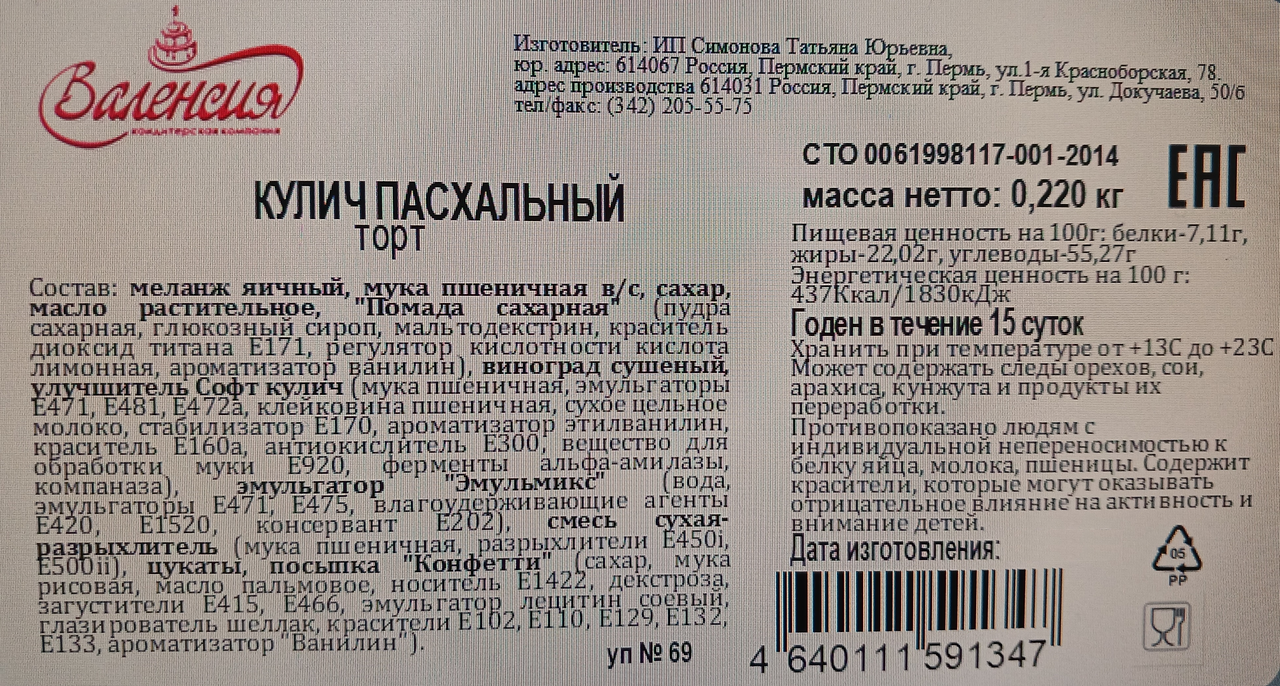 Валенсия
кондитерская компания
Изготовитель: ИП Симонова Татьяна Юрьевна,
юр. адрес: 614067 Россия, Пермский край, г. Пермь, ул.1-я Красноборская, 78.
адрес производства 614031 Россия, Пермский край, г. Пермь, ул. Докучаева, 50/б
тел/факс: (342) 205-55-75
КУЛИЧ ПАСХАЛЬНЫЙ
торт
Состав: меланж яичный, мука пшеничная в/с, сахар,
масло растительное, "Помада сахарная" (пудра
сахарная, глюкозный сироп, мальтодекстрин, краситель
диоксид титана Е171, регулятор кислотности кислота
лимонная, ароматизатор ванилин), виноград сушеный,
улучшитель Софт кулич (мука пшеничная, эмульгаторы
Е471, Е481, Е472а, клейковина пшеничная, сухое цельное
молоко, стабилизатор Е170, ароматизатор этилванилин,
краситель Е160а, антиокислитель Е300, вещество для
обработки муки Е920, ферменты альфа-амилазы,
компаназа), эмульгатор "Эмульмикс" (вода,
эмульгаторы Е471, Е475, влагоудерживающие агенты
Е420, Е1520, консервант Е202), смесь сухая-
разрыхлитель (мука пшеничная, разрыхлители Е450i,
Е500ii), цукаты, посыпка "Конфетти" (сахар, мука
рисовая, масло пальмовое, носитель Е1422, декстроза,
загустители Е415, Е466, эмульгатор лецитин соевый,
глазирователь шеллак, красители Е102, Е110, Е129, Е132,
Е133, ароматизатор "Ванилин").
уп № 69
СТО 0061998117-001-2014
масса нетто: 0,220 кг
EAC
Пищевая ценность на 100г: белки-7,11г,
жиры-22,02г, углеводы-55,27г
Энергетическая ценность на 100 г:
437Ккал/1830кДж
Годен в течение 15 суток
Хранить при температуре от +13С до +23С
Может содержать следы орехов, сои,
арахиса, кунжута и продукты их
переработки.
Противопоказано людям с
индивидуальной непереносимостью к
белку яйца, молока, пшеницы. Содержит
красители, которые могут оказывать
отрицательное влияние на активность и
внимание детей.
Дата изготовления:
05
PP
4 640111 591347